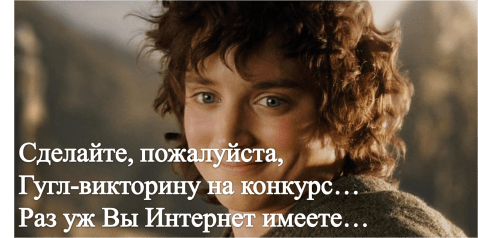 Сделайте, пожалуйста,
Гугл-викторину на конкурс…
Раз уж Вы Интернет имеете…